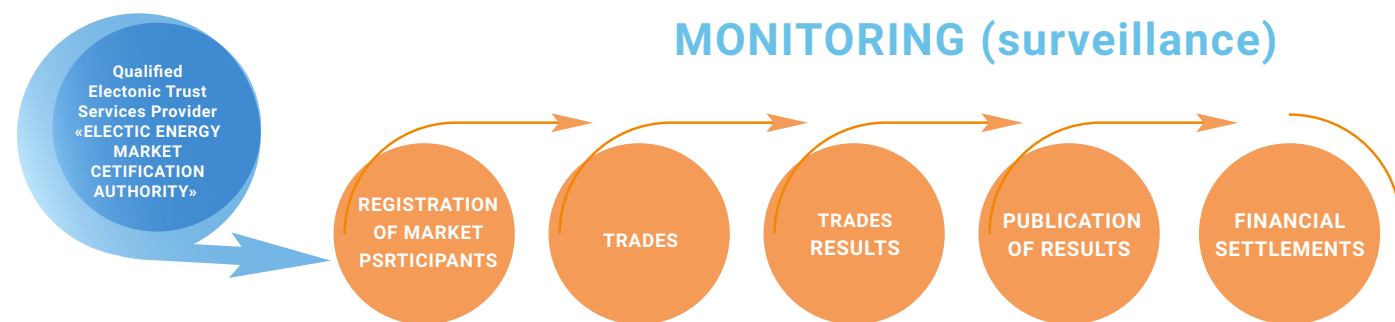 MONITORING (surveillance)
Qualified
Electonic Trust
Services Provider
«ELECTIC ENERGY
MARKET
CETIFICATION
AUTHORITY»
REGISTRATION
OF MARKET
PSRTICIPANTS
TRADES
TRADES
RESULTS
PUBLICATION
OF RESULTS
FINANCIAL
SETTLEMENTS